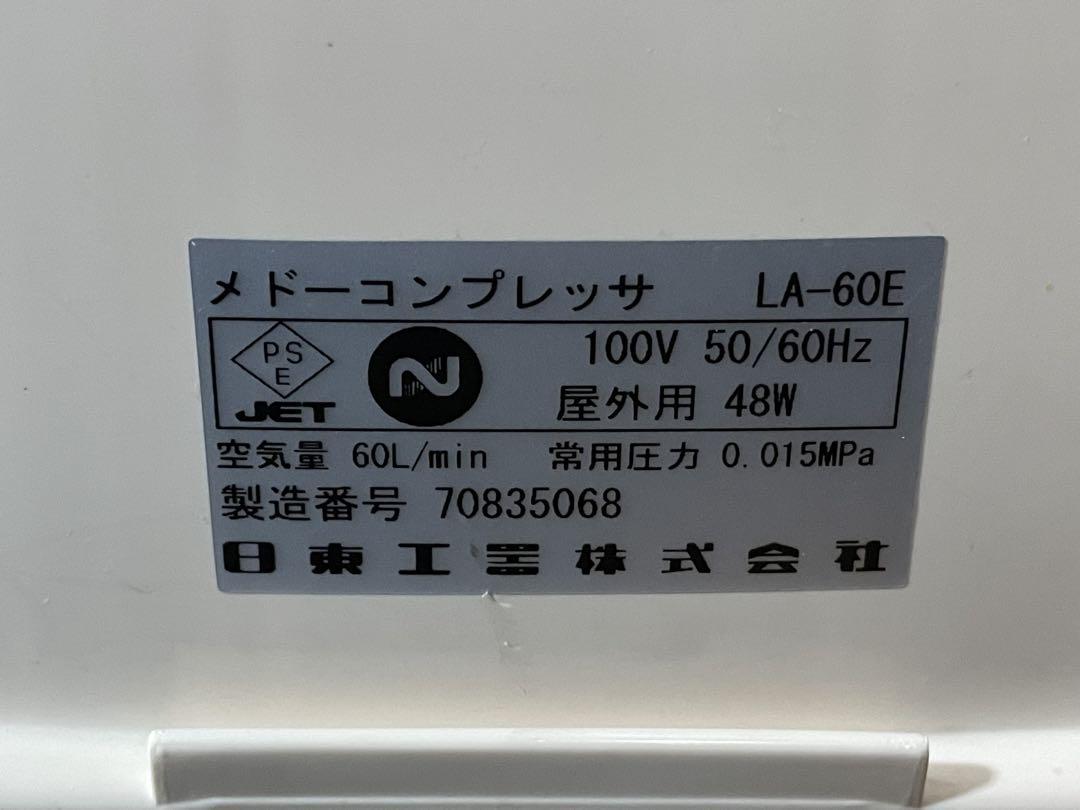 メドーコンプレッサ LA-60E
PSE
JET
N
100V 50/60Hz
屋外用 48W
空気量 60L/min 常用圧力 0.015MPa
製造番号 70835068
日東工器株式会社